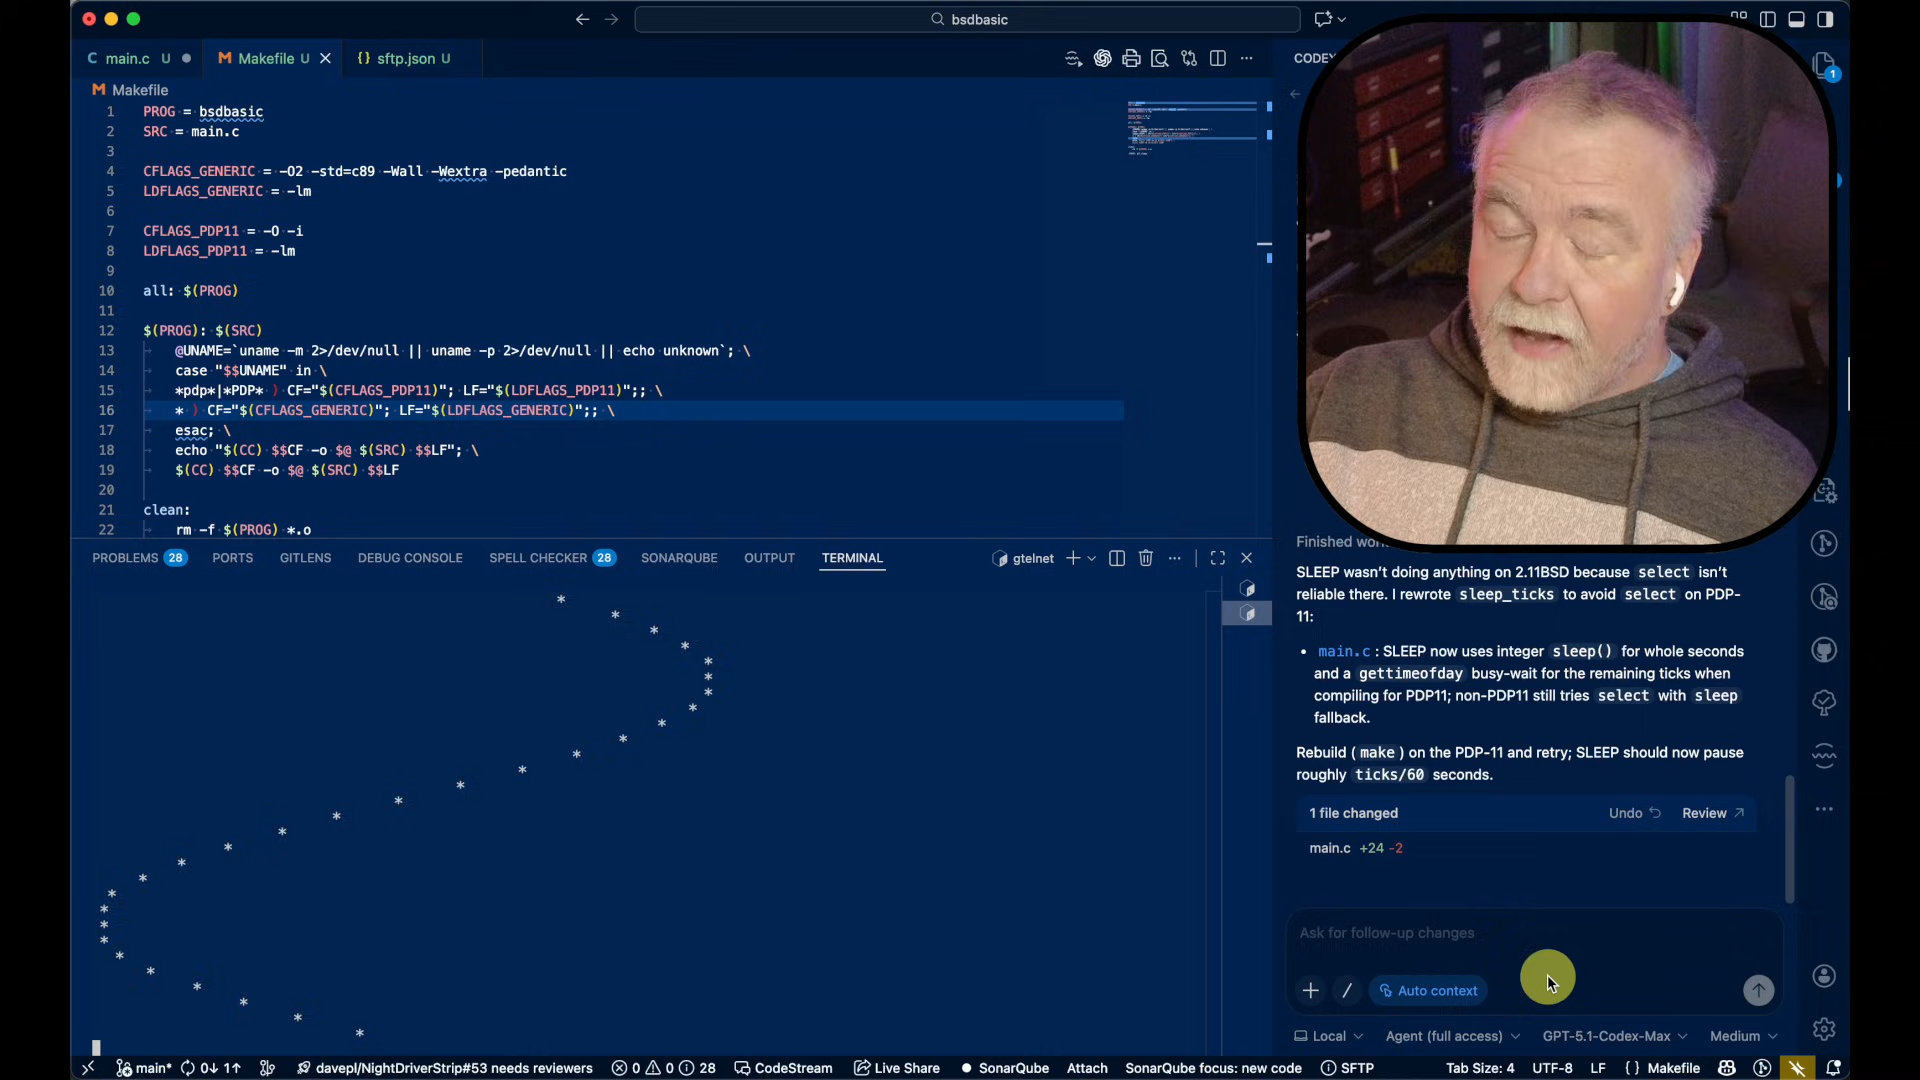 bsdbasic
main.c U
Makefile U
sftp.json U
CODEX
Makefile
1 PROG = bsdbasic
2 SRC = main.c
3
4 CFLAGS_GENERIC = -O2 -std=c89 -Wall -Wextra -pedantic
5 LDFLAGS_GENERIC = -lm
6
7 CFLAGS_PDP11 = -O -i
8 LDFLAGS_PDP11 = -lm
9
10 all: $(PROG)
11
12 $(PROG): $(SRC)
13 @UNAME=`uname -m 2>/dev/null || uname -p 2>/dev/null || echo unknown`; \
14 case "$$UNAME" in \
15 *pdp*|*PDP* ) CF="$(CFLAGS_PDP11)"; LF="$(LDFLAGS_PDP11)";; \
16 * ) CF="$(CFLAGS_GENERIC)"; LF="$(LDFLAGS_GENERIC)";; \
17 esac; \
18 echo "$(CC) $$CF -o $@ $(SRC) $$LF"; \
19 $(CC) $$CF -o $@ $(SRC) $$LF
20
21 clean:
22 rm -f $(PROG) *.o
PROBLEMS 28 PORTS GITLENS DEBUG CONSOLE SPELL CHECKER 28 SONARQUBE OUTPUT TERMINAL
gtelnet
Finished
SLEEP wasn't doing anything on 2.11BSD because select isn't
reliable there. I rewrote sleep_ticks to avoid select on PDP-
11:
• main.c : SLEEP now uses integer sleep() for whole seconds
and a gettimeofday busy-wait for the remaining ticks when
compiling for PDP11; non-PDP11 still tries select with sleep
fallback.
Rebuild ( make ) on the PDP-11 and retry; SLEEP should now pause
roughly ticks/60 seconds.
1 file changed Undo Review
main.c +24 -2
Ask for follow-up changes
Auto context
Local Agent (full access) GPT-5.1-Codex-Max Medium
main* 0↓ 1↑ davepl/NightDriverStrip#53 needs reviewers 0 0 28 CodeStream Live Share SonarQube Attach SonarQube focus: new code SFTP Tab Size: 4 UTF-8 LF { } Makefile